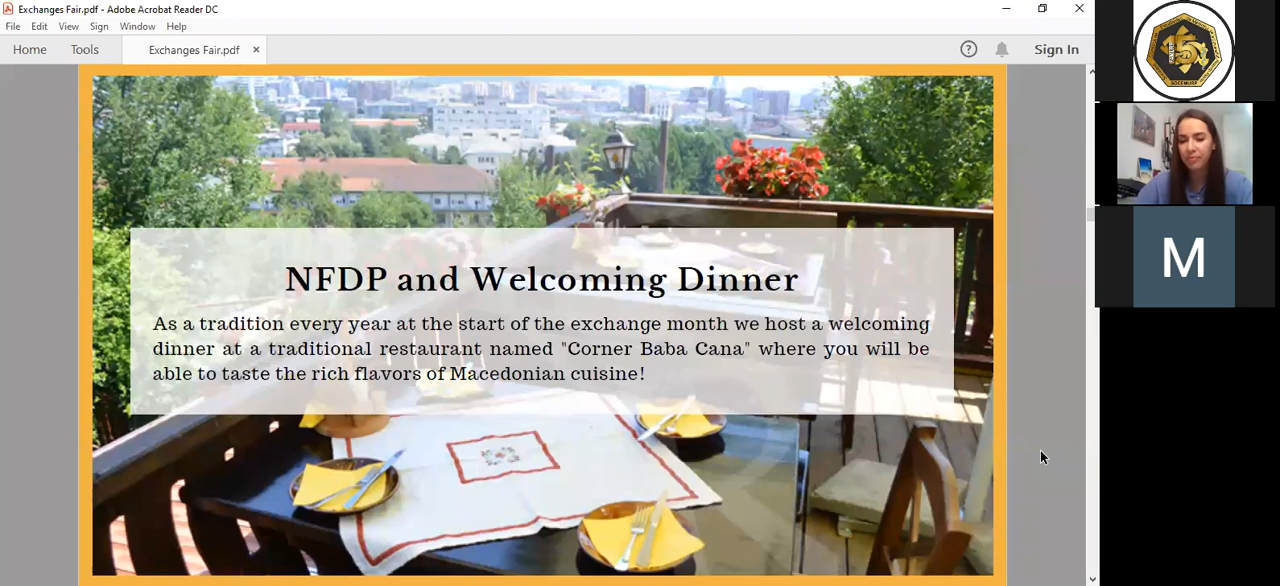 Exchanges Fair.pdf - Adobe Acrobat Reader DC
File Edit View Sign Window Help
Home Tools Exchanges Fair.pdf × Sign In
NFDP and Welcoming Dinner
As a tradition every year at the start of the exchange month we host a welcoming
dinner at a traditional restaurant named "Corner Baba Cana" where you will be
able to taste the rich flavors of Macedonian cuisine!
15
SOCEMURP
M